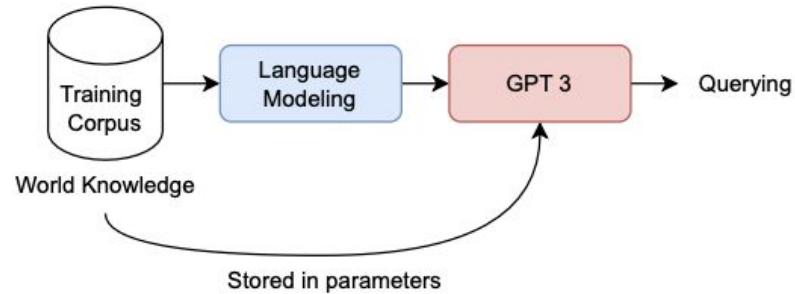 Training
Corpus
Language
Modeling
GPT 3
Querying
World Knowledge
Stored in parameters